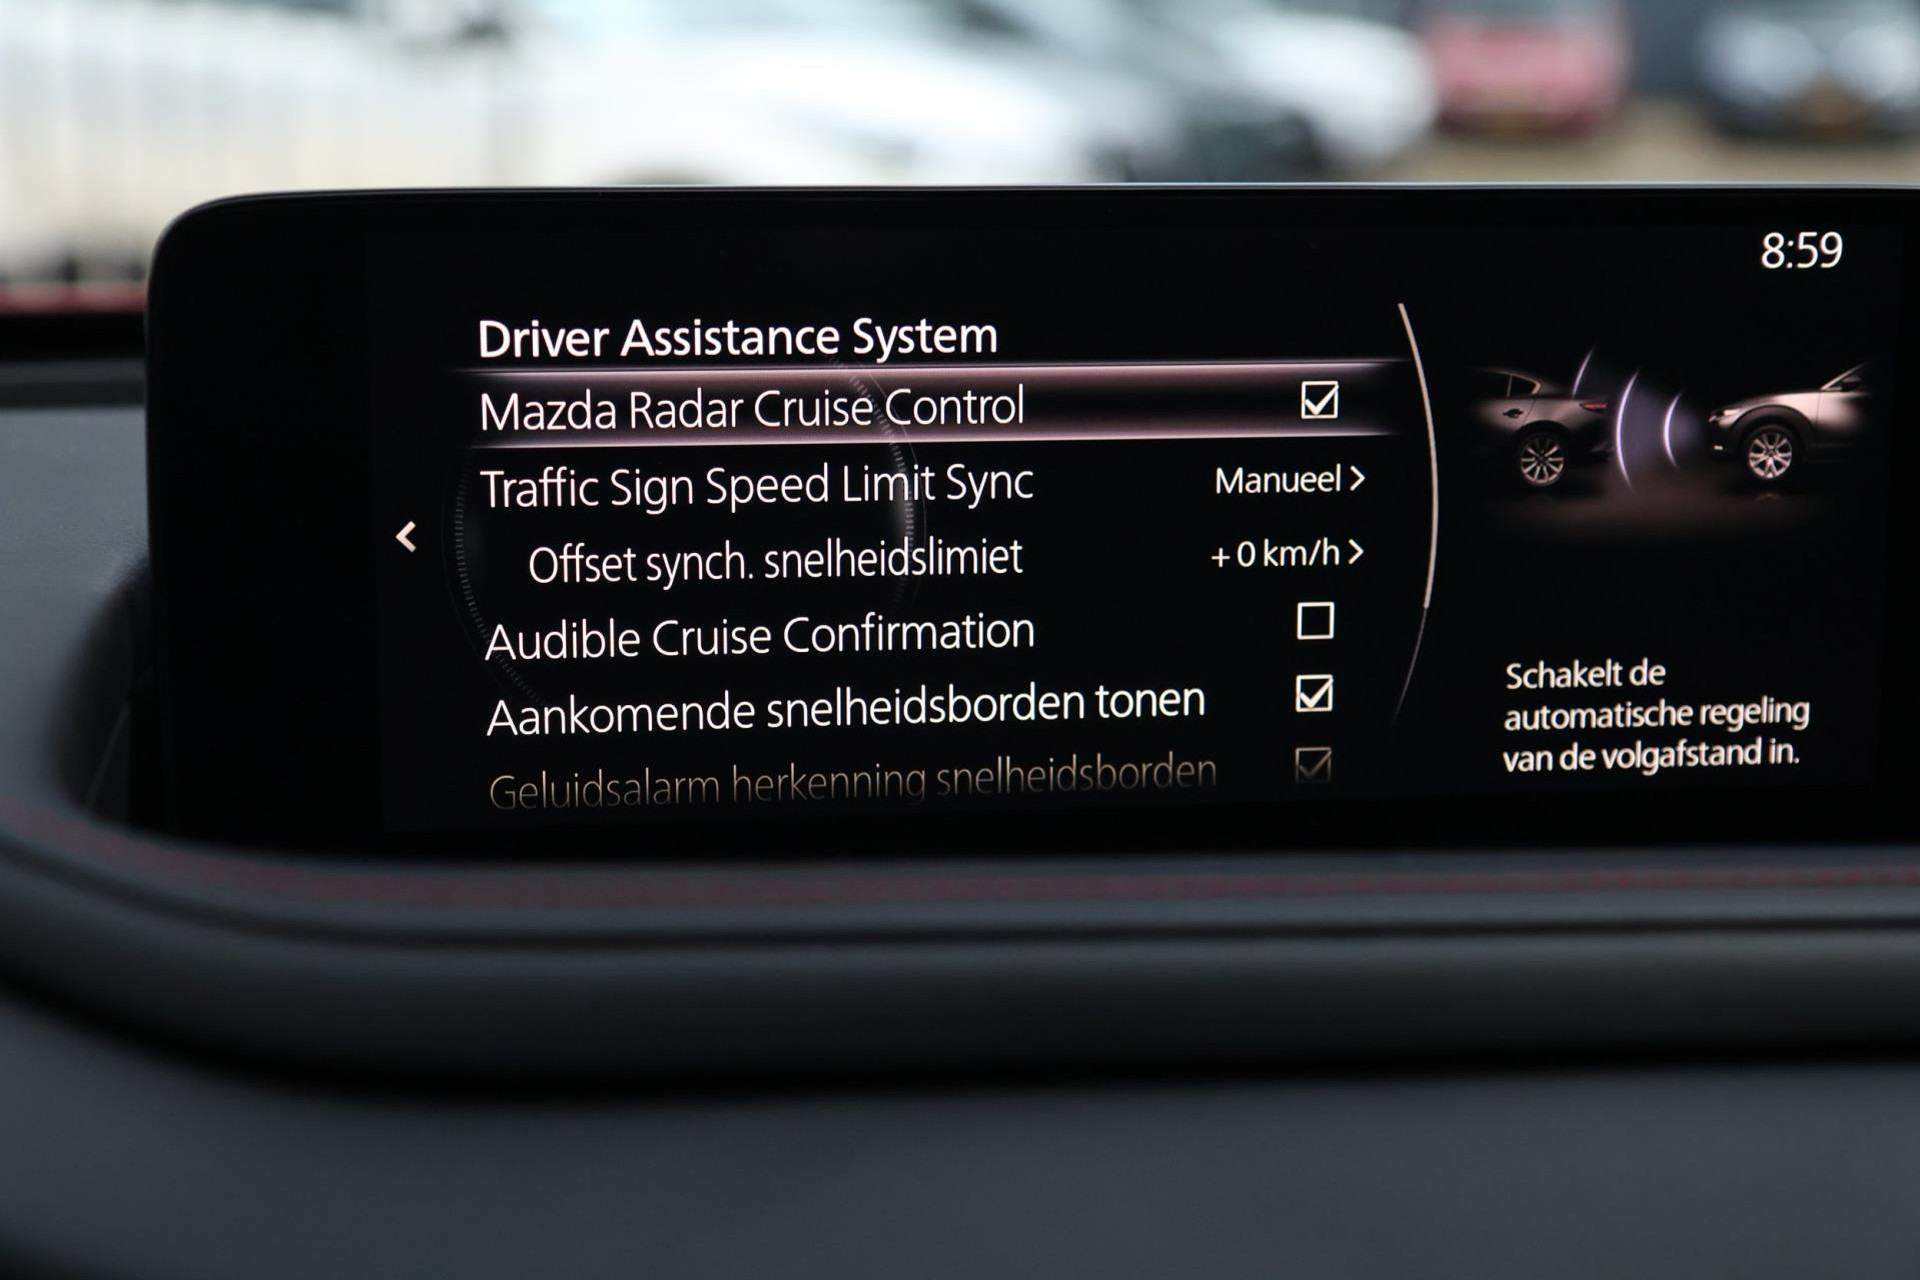 8:59
Driver Assistance System
Mazda Radar Cruise Control
Traffic Sign Speed Limit Sync Manueel >
Offset synch. snelheidslimiet + 0 km/h >
Audible Cruise Confirmation
Aankomende snelheidsborden tonen
Geluidsalarm herkenning snelheidsborden
Schakelt de
automatische regeling
van de volgafstand in.